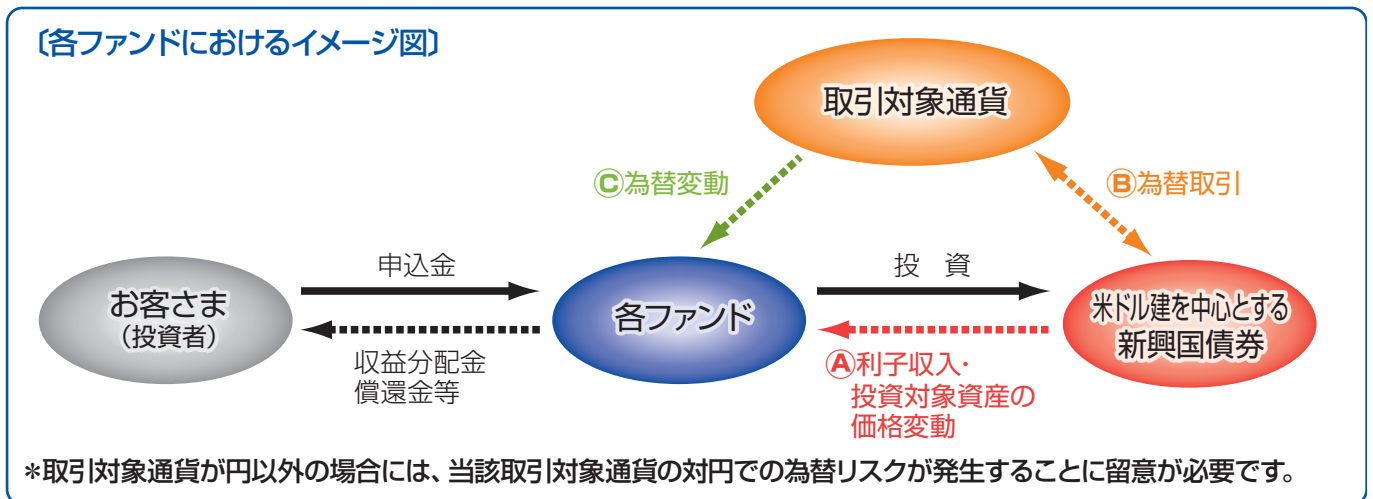 〔各ファンドにおけるイメージ図〕
取引対象通貨
Ⓒ為替変動
Ⓑ為替取引
申込金
投　資
お客さま
（投資者）
各ファンド
米ドル建を中心とする
新興国債券
収益分配金
償還金等
Ⓐ利子収入・
投資対象資産の
価格変動
＊取引対象通貨が円以外の場合には、当該取引対象通貨の対円での為替リスクが発生することに留意が必要です。